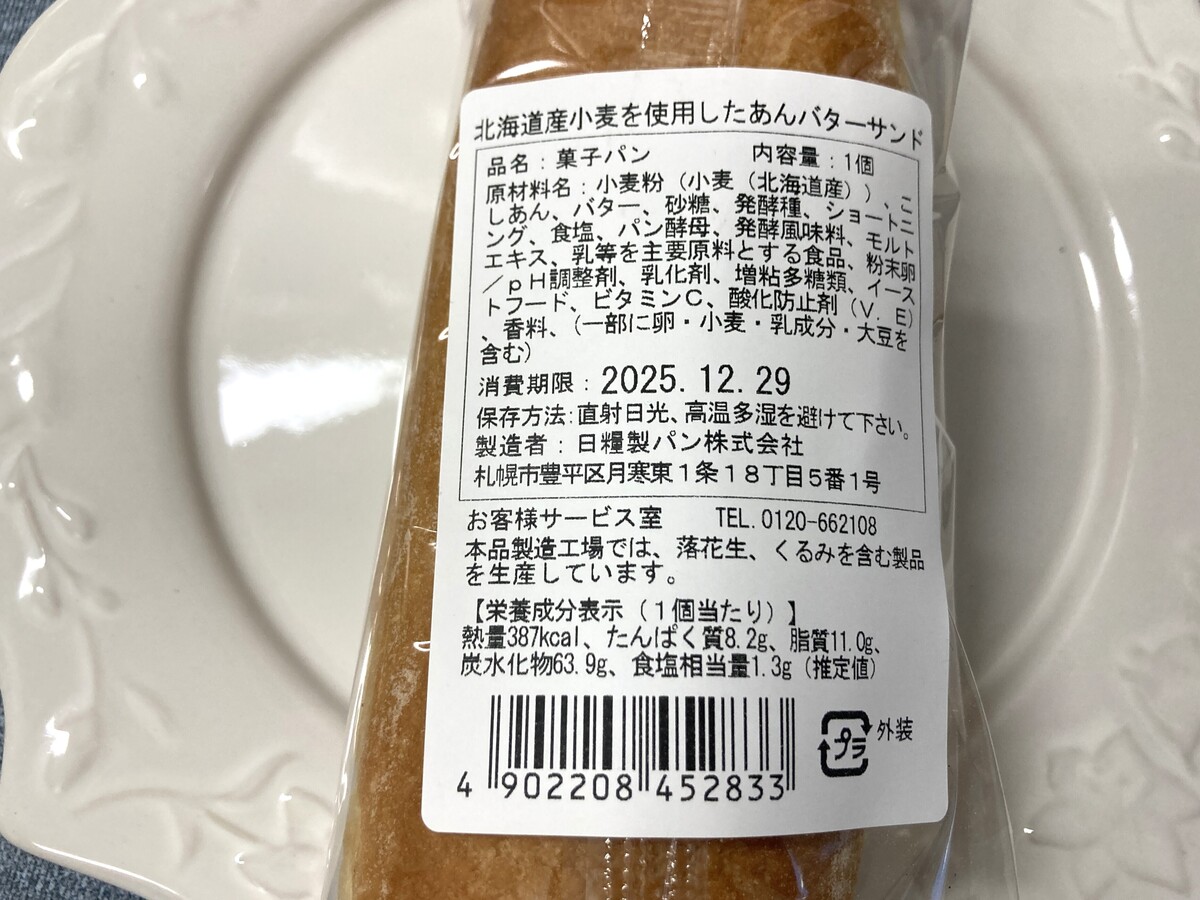 北海道産小麦を使用したあんバターサンド
品名：菓子パン　内容量：1個
原材料名：小麦粉（小麦（北海道産））、こ
しあん、バター、砂糖、発酵種、ショートニ
ング、食塩、パン酵母、発酵風味料、モルト
エキス、乳等を主要原料とする食品、粉末卵
／ｐＨ調整剤、乳化剤、増粘多糖類、イース
トフード、ビタミンＣ、酸化防止剤（Ｖ．Ｅ）
、香料、（一部に卵・小麦・乳成分・大豆を
含む）
消費期限：2025.12.29
保存方法:直射日光、高温多湿を避けて下さい。
製造者：日糧製パン株式会社
札幌市豊平区月寒東１条１８丁目５番１号
お客様サービス室　TEL.0120-662108
本品製造工場では、落花生、くるみを含む製品
を生産しています。
【栄養成分表示（１個当たり）】
熱量387kcal、たんぱく質8.2g、脂質11.0g、
炭水化物63.9g、食塩相当量1.3g（推定値）
プラ 外装
4 902208 452833